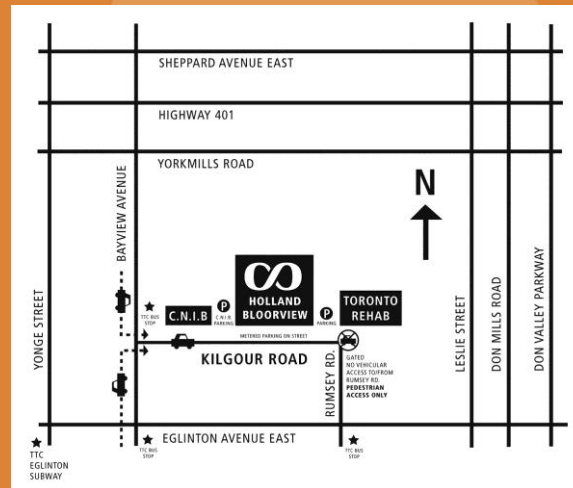 SHEPPARD AVENUE EAST
HIGHWAY 401
YORKMILLS ROAD
BAYVIEW AVENUE
N
YONGE STREET
LESLIE STREET
DON MILLS ROAD
DON VALLEY PARKWAY
TTC BUS
STOP
C.N.I.B
P
C.N.I.B
PARKING
HOLLAND
BLOORVIEW
P
PARKING
TORONTO
REHAB
METERED PARKING ON STREET
KILGOUR ROAD
RUMSEY RD.
GATED
NO VEHICULAR
ACCESS TO/FROM
RUMSEY RD.
PEDESTRIAN
ACCESS ONLY
EGLINTON AVENUE EAST
TTC
EGLINTON
SUBWAY
TTC BUS
STOP
TTC BUS
STOP